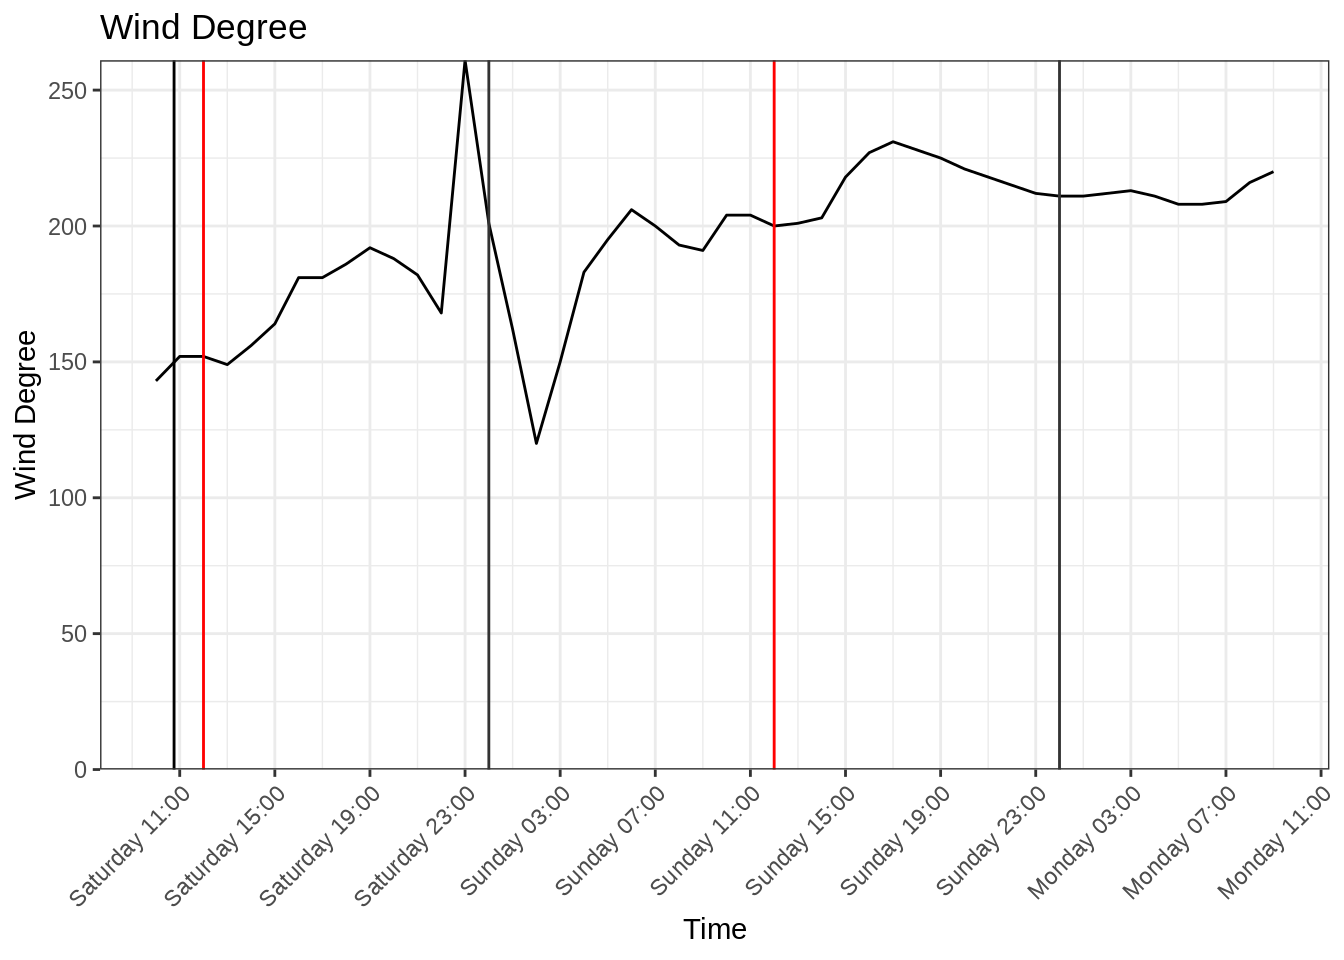 Wind Degree
Wind Degree
250
200
150
100
50
0
Saturday 11:00
Saturday 15:00
Saturday 19:00
Saturday 23:00
Sunday 03:00
Sunday 07:00
Sunday 11:00
Sunday 15:00
Sunday 19:00
Sunday 23:00
Monday 03:00
Monday 07:00
Monday 11:00
Time